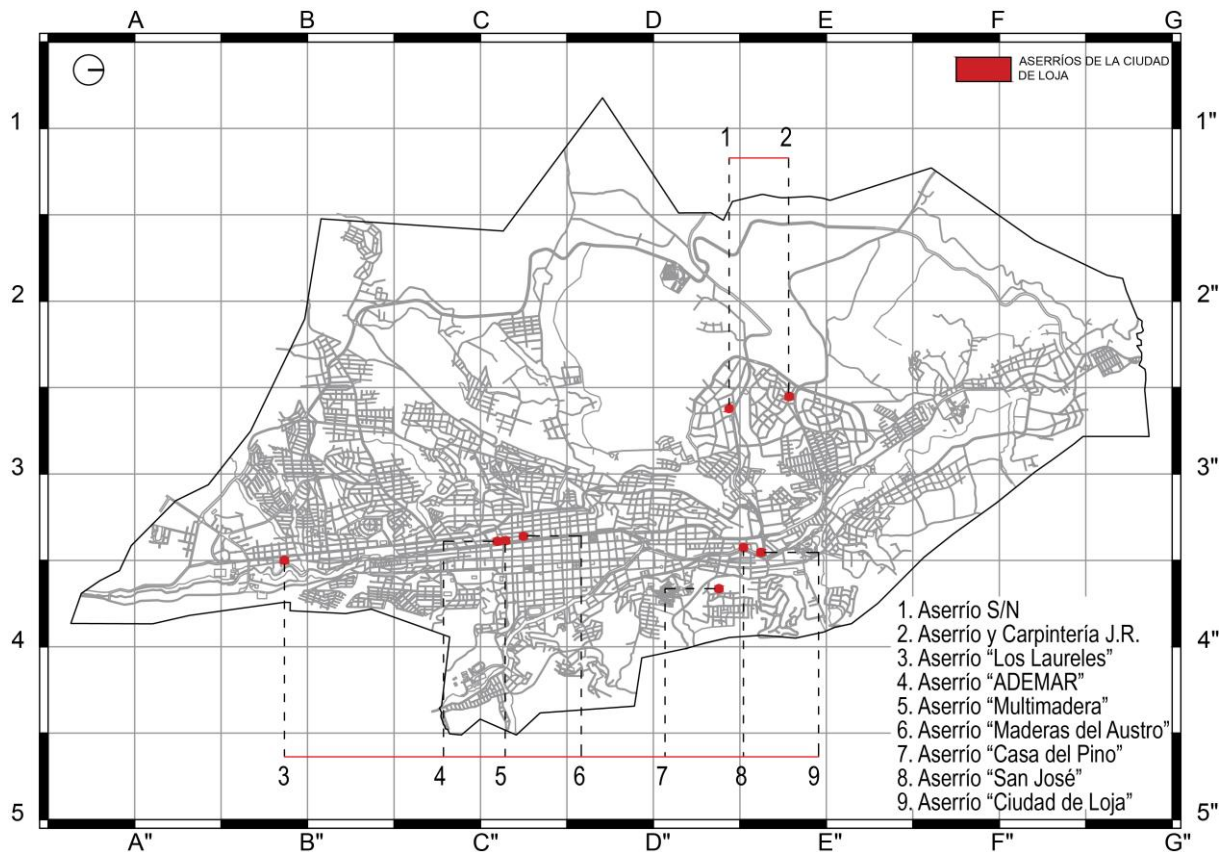 A B C D E F G
ASERRÍOS DE LA CIUDAD
DE LOJA
1 1"
1 2
2 2"
3 3"
1. Aserrío S/N
2. Aserrío y Carpintería J.R.
3. Aserrío “Los Laureles”
4. Aserrío “ADEMAR”
5. Aserrío “Multimadera”
6. Aserrío “Maderas del Austro”
7. Aserrío “Casa del Pino”
8. Aserrío “San José”
9. Aserrío “Ciudad de Loja”
4 4"
3 4 5 6 7 8 9
5 5"
A" B" C" D" E" F" G"